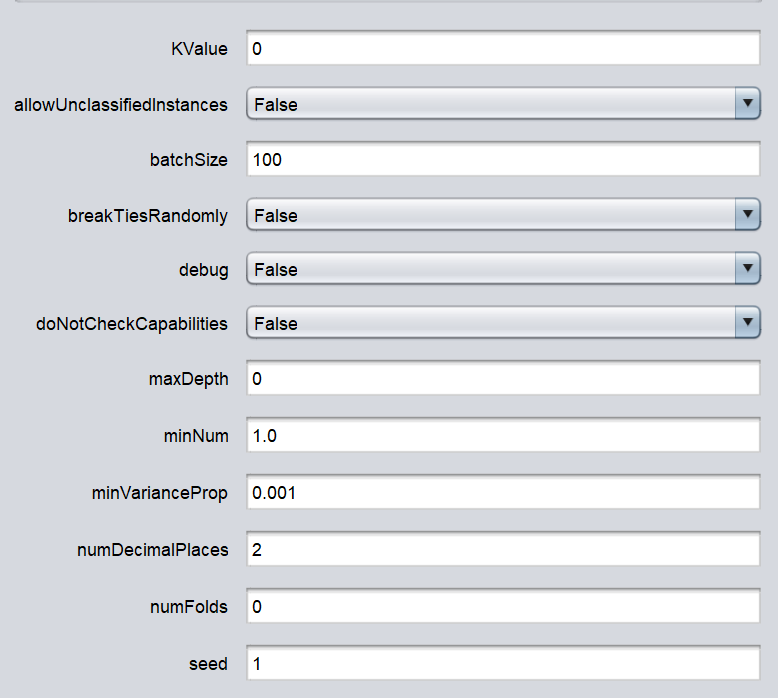 KValue 0
allowUnclassifiedInstances False
batchSize 100
breakTiesRandomly False
debug False
doNotCheckCapabilities False
maxDepth 0
minNum 1.0
minVarianceProp 0.001
numDecimalPlaces 2
numFolds 0
seed 1